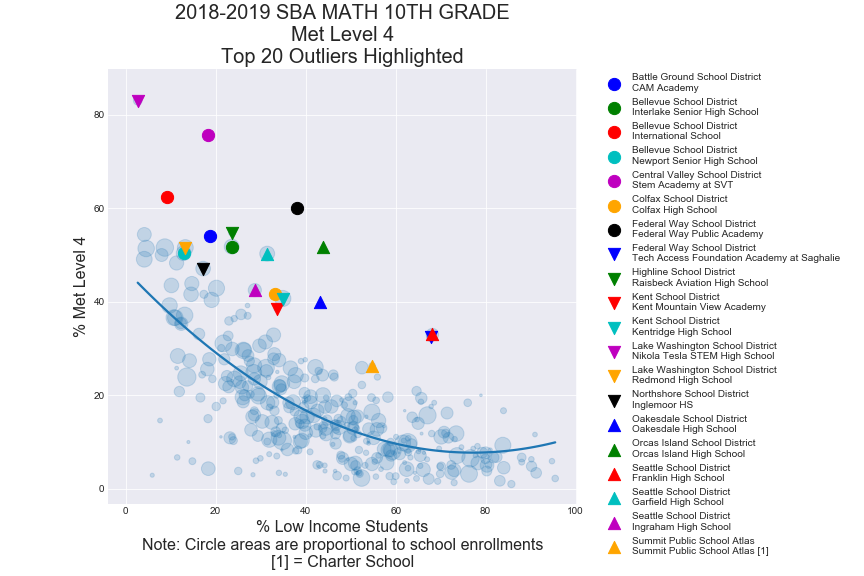 2018-2019 SBA MATH 10TH GRADE
Met Level 4
Top 20 Outliers Highlighted
% Met Level 4
80
60
40
20
0
0
20
40
60
80
100
% Low Income Students
Note: Circle areas are proportional to school enrollments
[1] = Charter School
Battle Ground School District
CAM Academy
Bellevue School District
Interlake Senior High School
Bellevue School District
International School
Bellevue School District
Newport Senior High School
Central Valley School District
Stem Academy at SVT
Colfax School District
Colfax High School
Federal Way School District
Federal Way Public Academy
Federal Way School District
Tech Access Foundation Academy at Saghalie
Highline School District
Raisbeck Aviation High School
Kent School District
Kent Mountain View Academy
Kent School District
Kentridge High School
Lake Washington School District
Nikola Tesla STEM High School
Lake Washington School District
Redmond High School
Northshore School District
Inglemoor HS
Oakesdale School District
Oakesdale High School
Orcas Island School District
Orcas Island High School
Seattle School District
Franklin High School
Seattle School District
Garfield High School
Seattle School District
Ingraham High School
Summit Public School Atlas
Summit Public School Atlas [1]